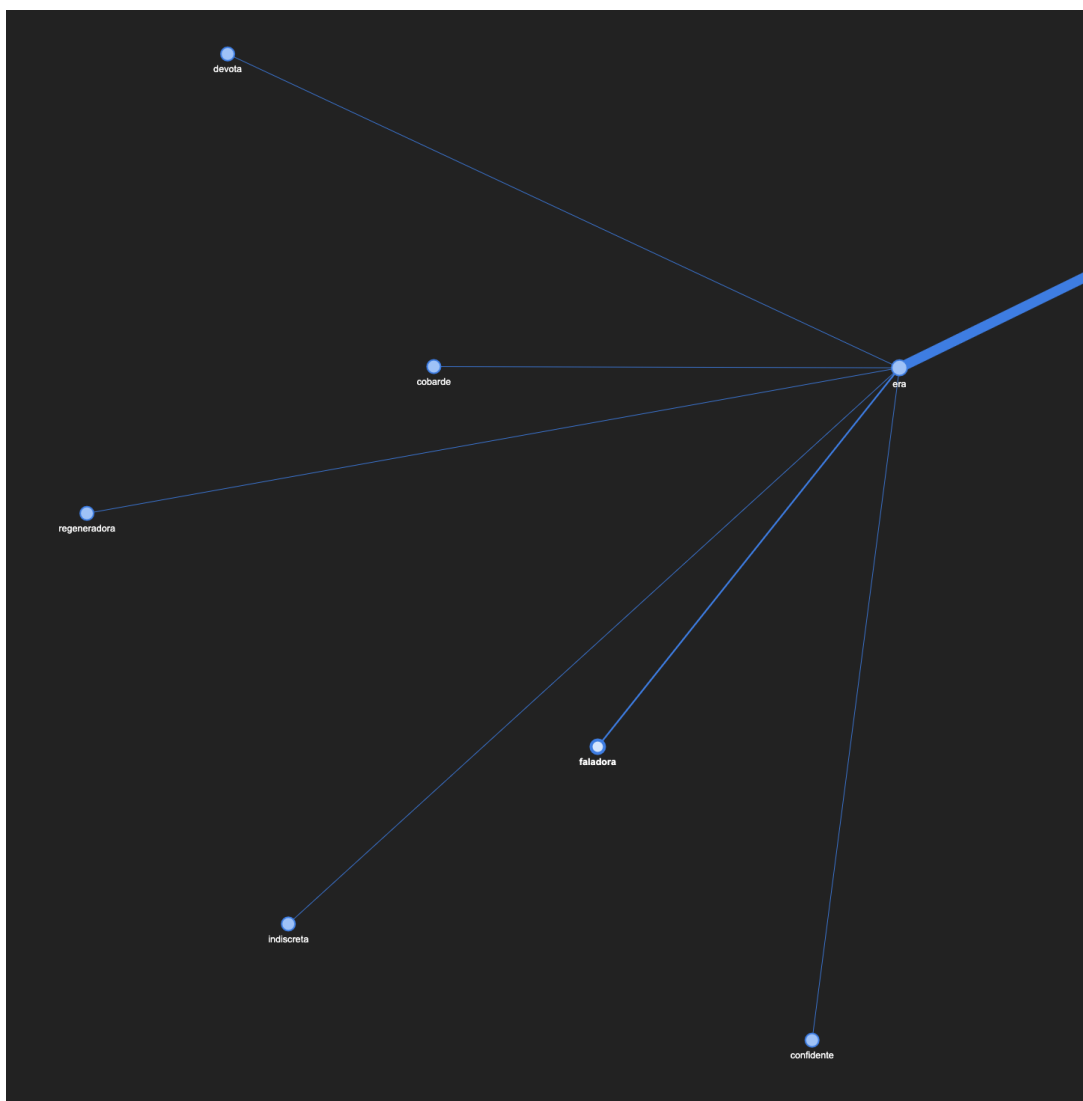 devota
cobarde
era
regeneradora
faladora
indiscreta
confidente